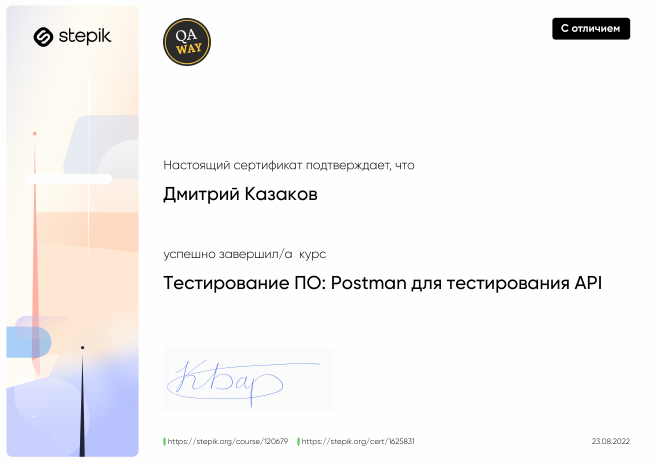 stepik
QA
WAY
С отличием
Настоящий сертификат подтверждает, что
Дмитрий Казаков
успешно завершил/а курс
Тестирование ПО: Postman для тестирования API
https://stepik.org/course/120679 https://stepik.org/cert/1625831
23.08.2022